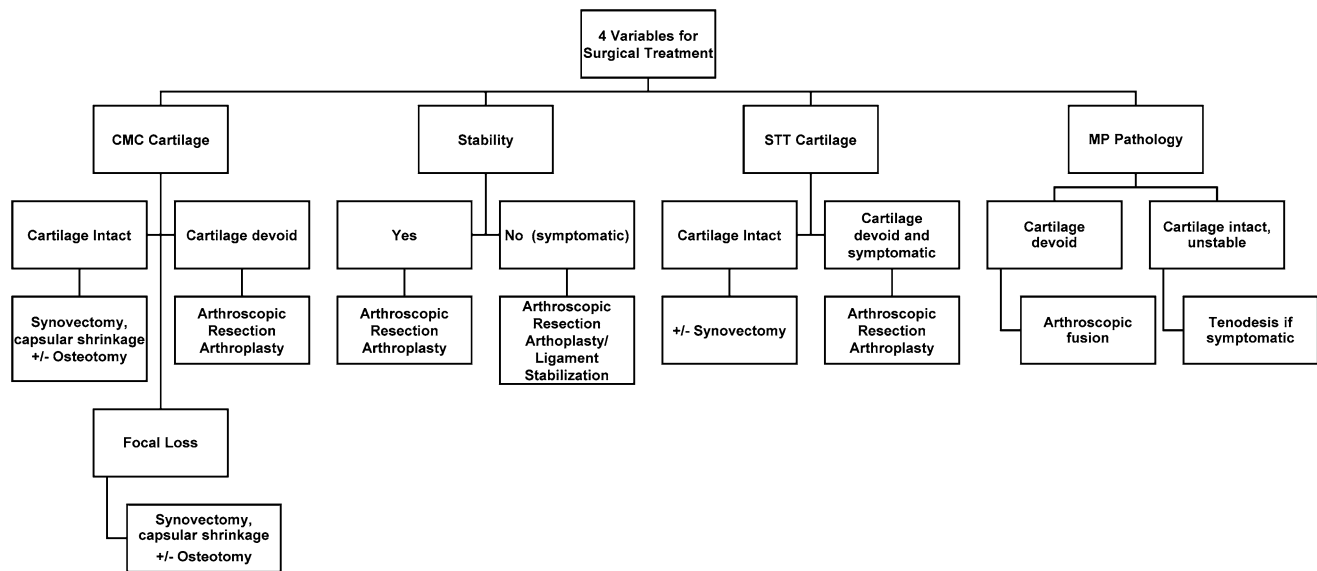 4 Variables for
Surgical Treatment
CMC Cartilage
Stability
STT Cartilage
MP Pathology
Cartilage Intact
Cartilage devoid
Yes
No (symptomatic)
Cartilage Intact
Cartilage
devoid and
symptomatic
Cartilage
devoid
Cartilage intact,
unstable
Synovectomy,
capsular shrinkage
+/- Osteotomy
Arthroscopic
Resection
Arthroplasty
Arthroscopic
Resection
Arthroplasty
Arthroscopic
Resection
Arthoplasty/
Ligament
Stabilization
+/- Synovectomy
Arthroscopic
Resection
Arthroplasty
Arthroscopic
fusion
Tenodesis if
symptomatic
Focal Loss
Synovectomy,
capsular shrinkage
+/- Osteotomy